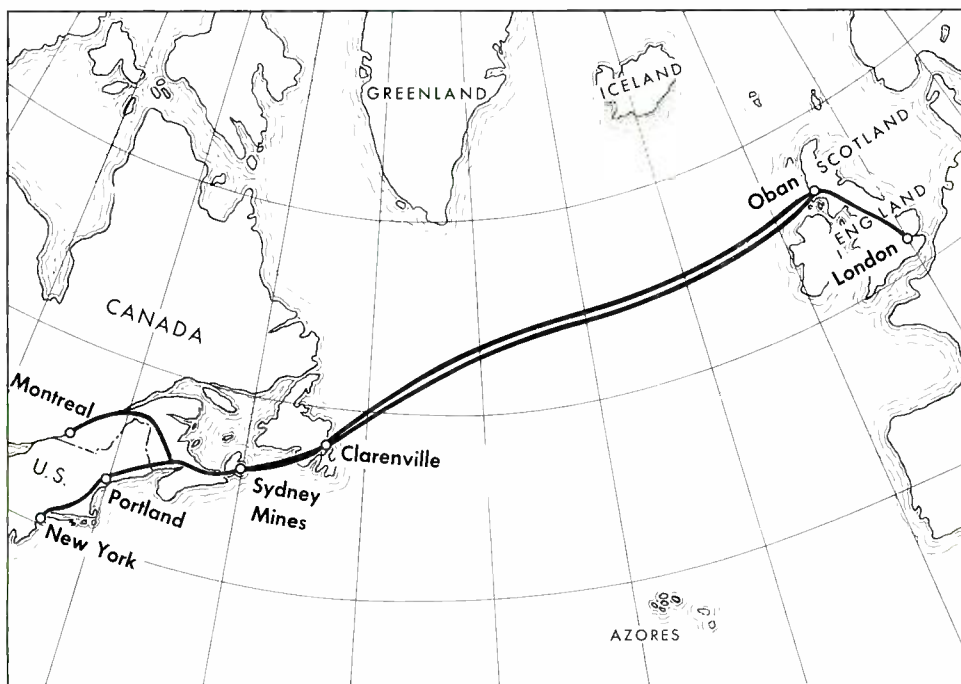 GREENLAND
ICELAND
SCOTLAND
Oban
ENGLAND
London
CANADA
Montreal
U.S.
Portland
New York
Sydney
Mines
Clarenville
AZORES